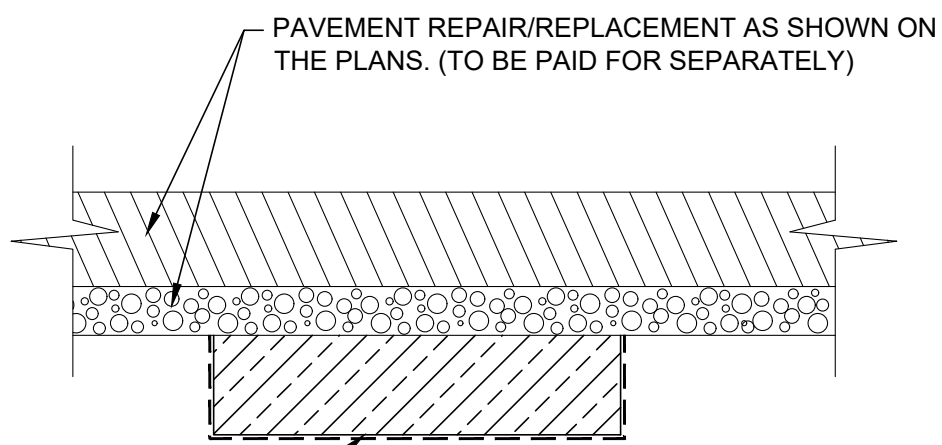 PAVEMENT REPAIR/REPLACEMENT AS SHOWN ON
THE PLANS. (TO BE PAID FOR SEPARATELY)